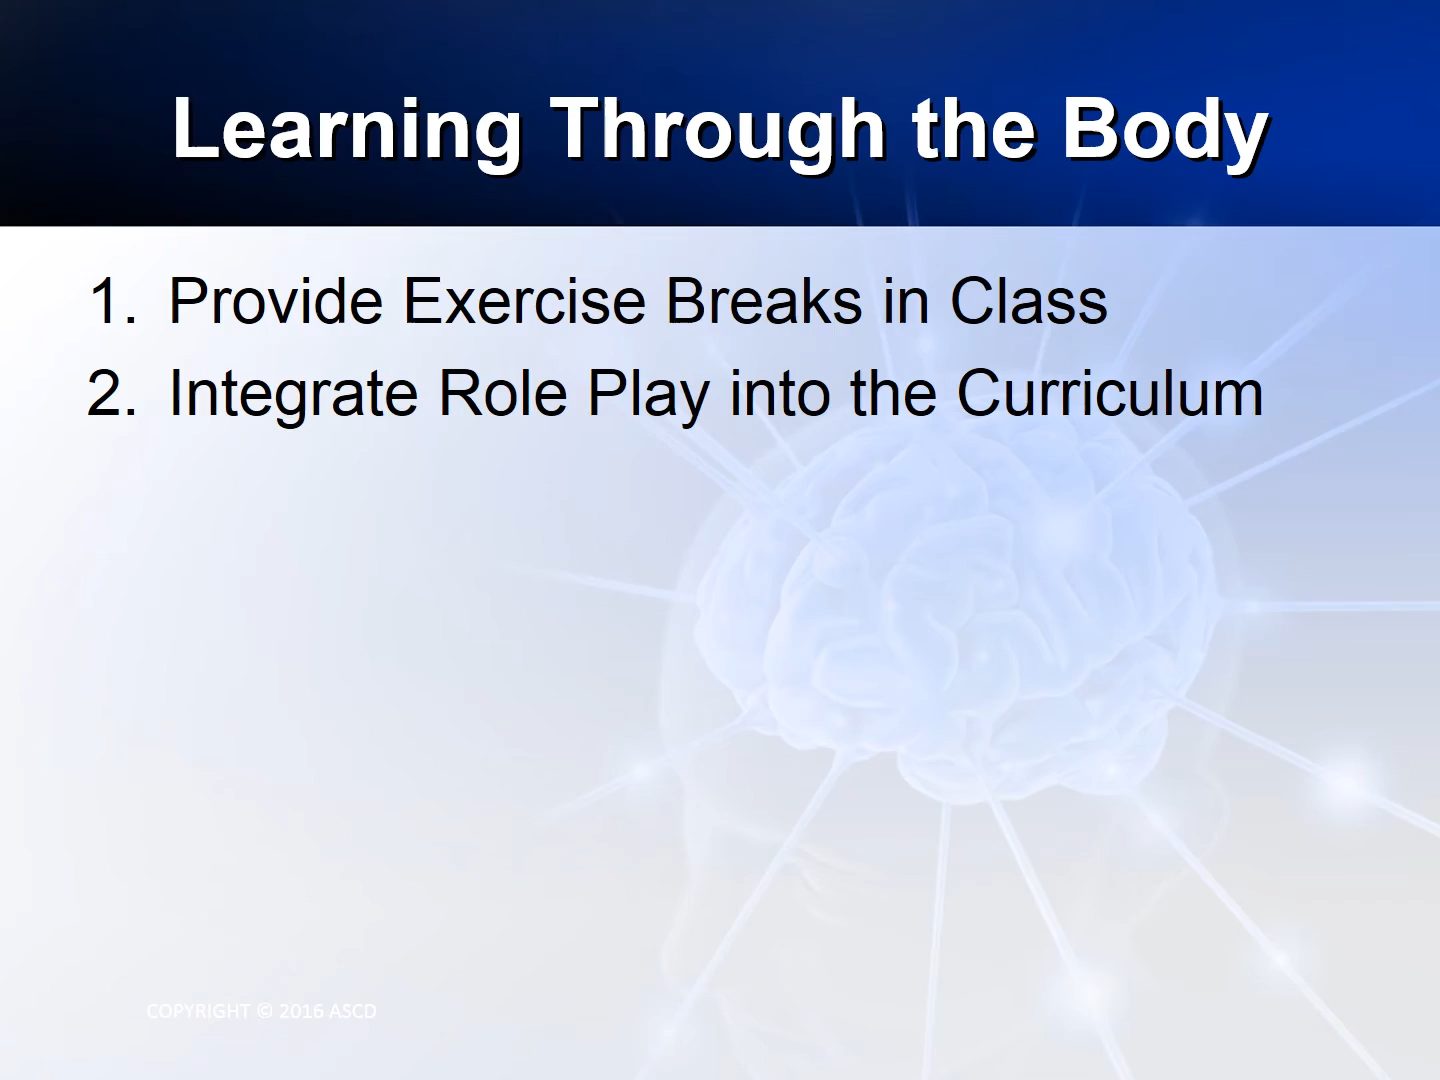 Learning Through the Body
1. Provide Exercise Breaks in Class
2. Integrate Role Play into the Curriculum
COPYRIGHT © 2016 ASCD